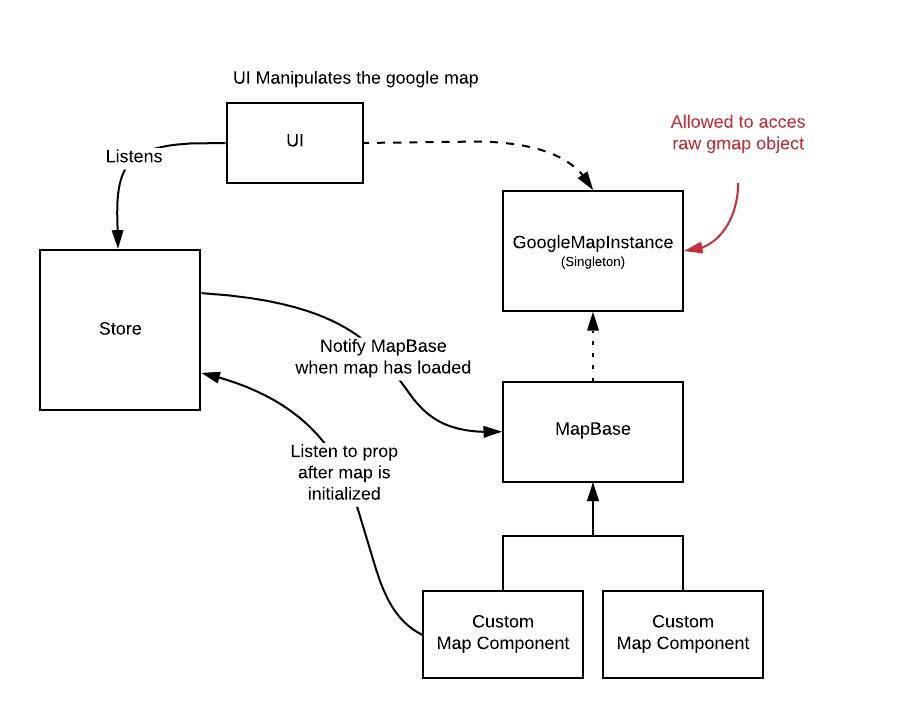 UI Manipulates the google map
UI
Allowed to acces
raw gmap object
Listens
GoogleMapInstance
(Singleton)
Store
Notify MapBase
when map has loaded
MapBase
Listen to prop
after map is
initialized
Custom
Map Component
Custom
Map Component